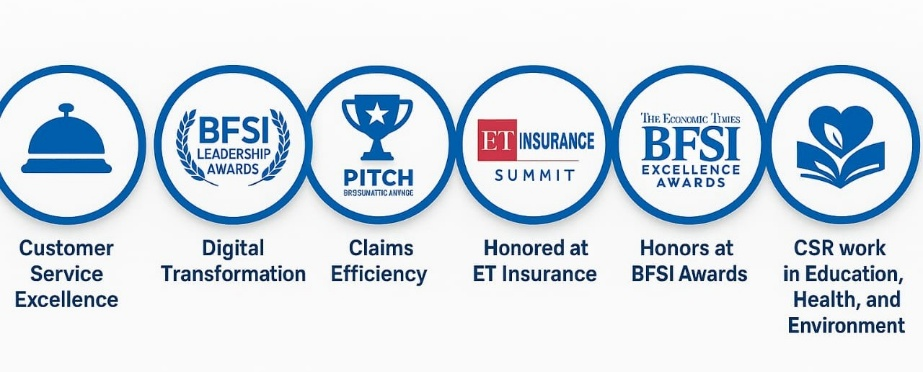 BFSI
LEADERSHIP
AWARDS
PITCH
ET INSURANCE
SUMMIT
THE ECONOMIC TIMES
BFSI
EXCELLENCE
AWARDS
Customer
Service
Excellence
Digital
Transformation
Claims
Efficiency
Honored at
ET Insurance
Honors at
BFSI Awards
CSR work
in Education,
Health, and
Environment